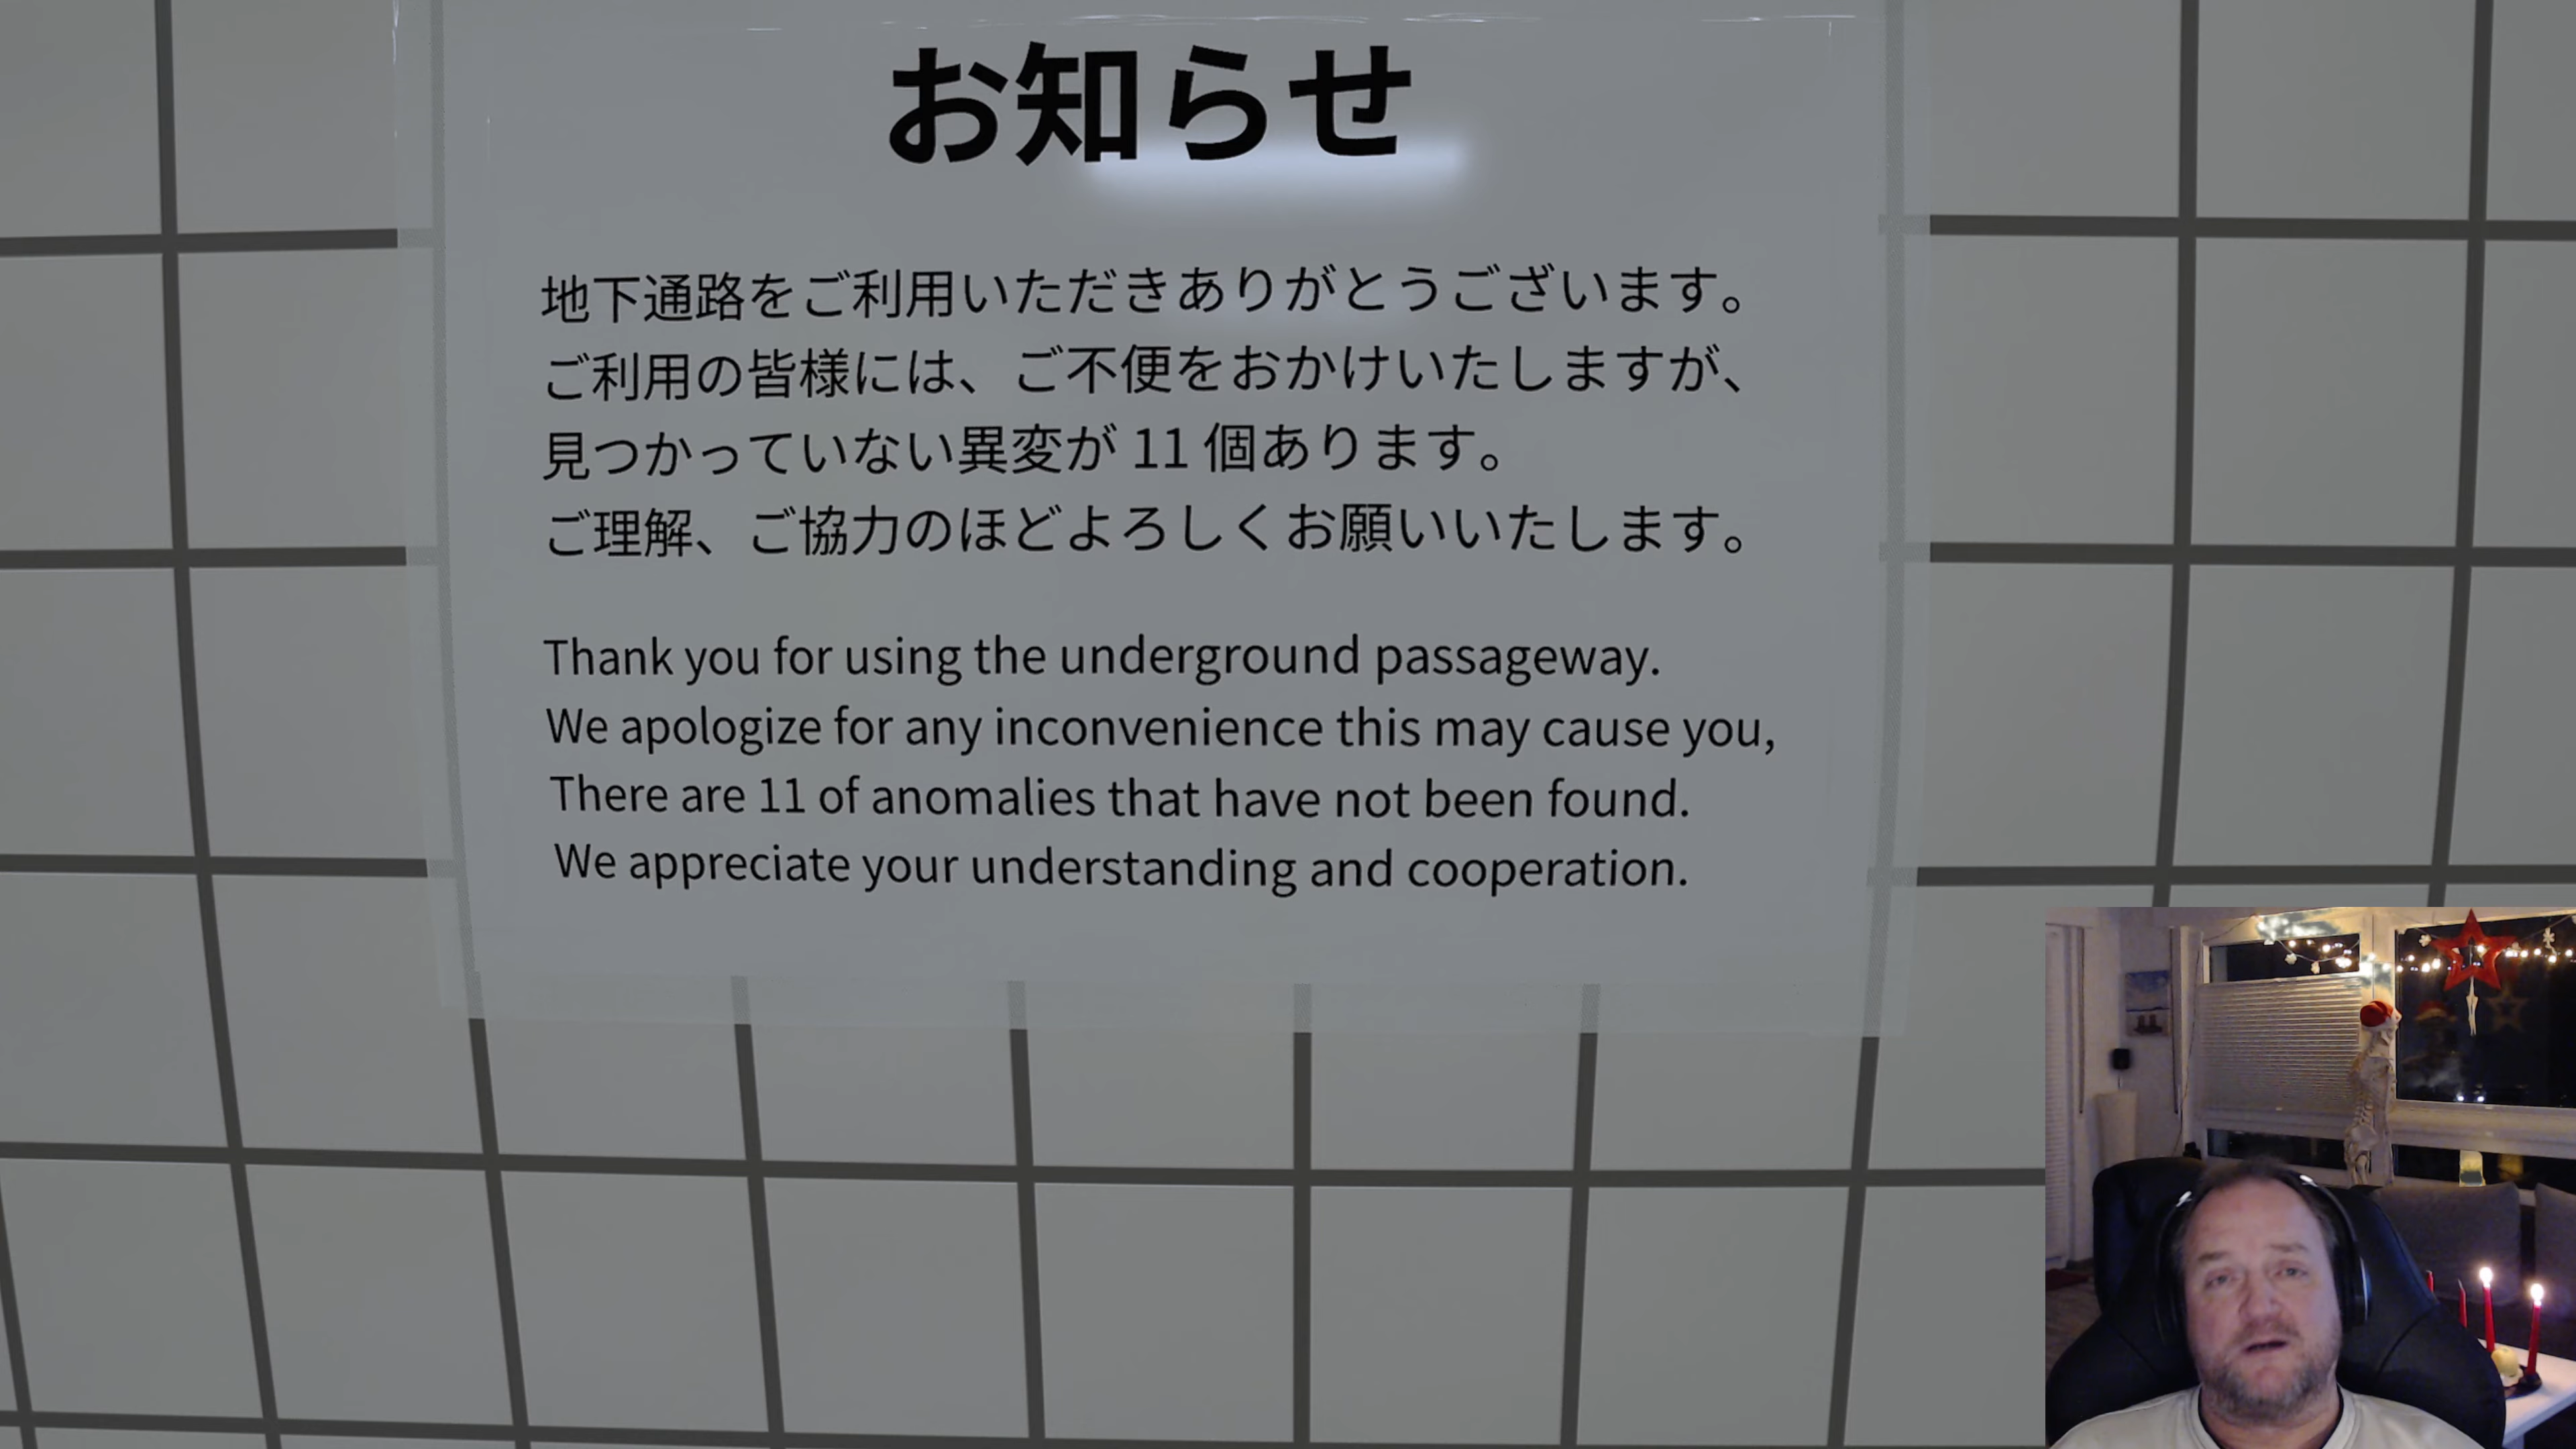 お知らせ
地下通路をご利用いただきありがとうございます。
ご利用の皆様には、ご不便をおかけいたしますが、
見つかっていない異変が 11 個あります。
ご理解、ご協力のほどよろしくお願いいたします。
Thank you for using the underground passageway.
We apologize for any inconvenience this may cause you,
There are 11 of anomalies that have not been found.
We appreciate your understanding and cooperation.